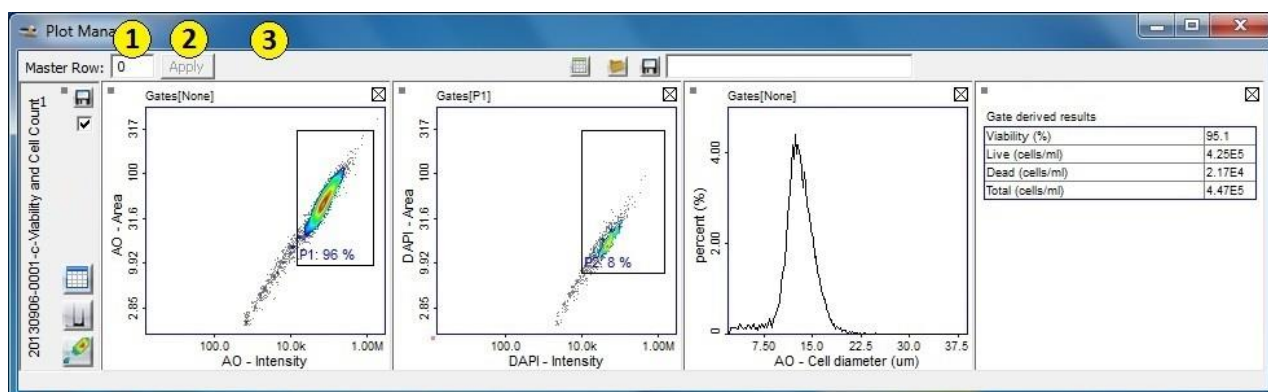 Plot Mana
1 2 3
Master Row: 0 Apply
20130906-0001-c-Viability and Cell Count1
Gates[None]
317
100
31.6
9.92
2.85
AO - Area
P1: 96 %
100.0 10.0k 1.00M
AO - Intensity
Gates[P1]
317
100
31.6
9.92
2.85
DAPI - Area
P2: 8 %
100.0 10.0k 1.00M
DAPI - Intensity
Gates[None]
4.00
2.00
0
percent (%)
7.50 15.0 22.5 30.0 37.5
AO - Cell diameter (um)
Gate derived results
Viability (%) 95.1
Live (cells/ml) 4.25E5
Dead (cells/ml) 2.17E4
Total (cells/ml) 4.47E5